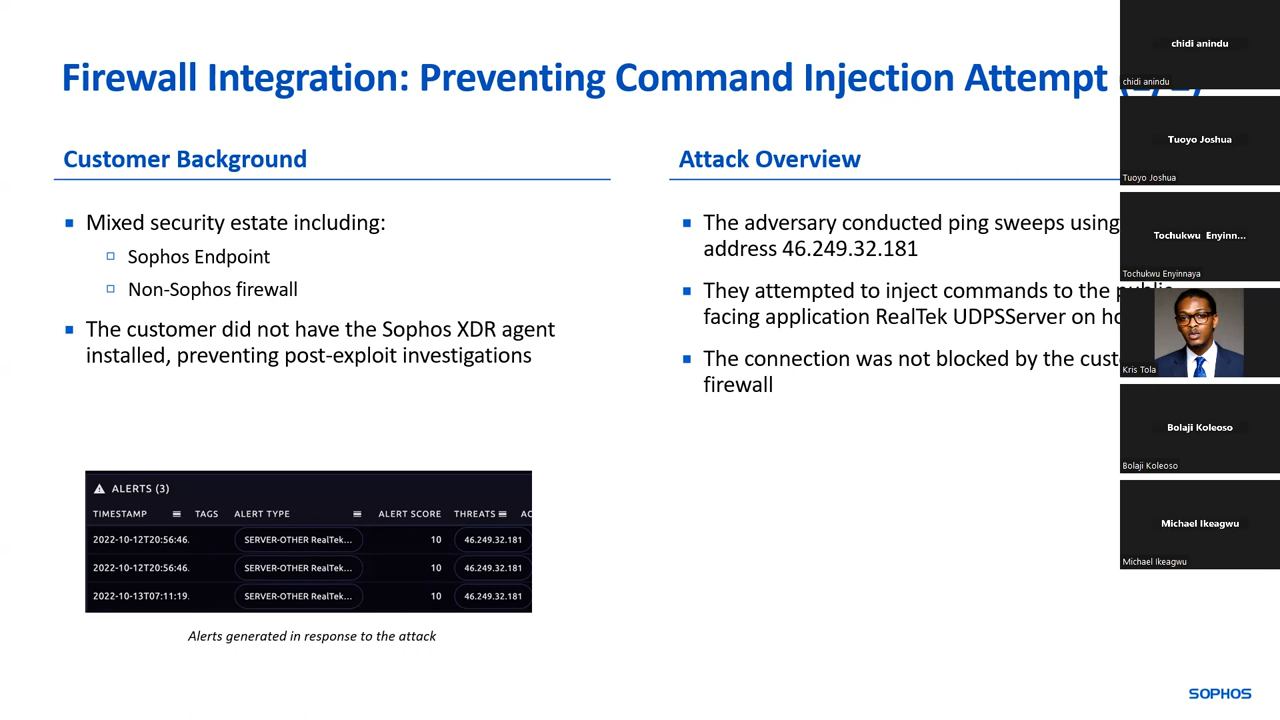 Firewall Integration: Preventing Command Injection Attempt
Customer Background
Mixed security estate including:
Sophos Endpoint
Non-Sophos firewall
The customer did not have the Sophos XDR agent
installed, preventing post-exploit investigations
Attack Overview
The adversary conducted ping sweeps using
address 46.249.32.181
They attempted to inject commands to the public
facing application RealTek UDPSServer on
The connection was not blocked by the
firewall
ALERTS (3)
TIMESTAMP TAGS ALERT TYPE ALERT SCORE THREATS AC
2022-10-12T20:56:46. SERVER-OTHER RealTek... 10 46.249.32.181
2022-10-12T20:56:46. SERVER-OTHER RealTek... 10 46.249.32.181
2022-10-13T07:11:19. SERVER-OTHER RealTek... 10 46.249.32.181
Alerts generated in response to the attack
SOPHOS
chidi anindu
chidi anindu
Tuoyo Joshua
Tuoyo Joshua
Tochukwu Enyinn...
Tochukwu Enyinnaya
Kris Tola
Bolaji Koleoso
Bolaji Koleoso
Michael Ikeagwu
Michael Ikeagwu